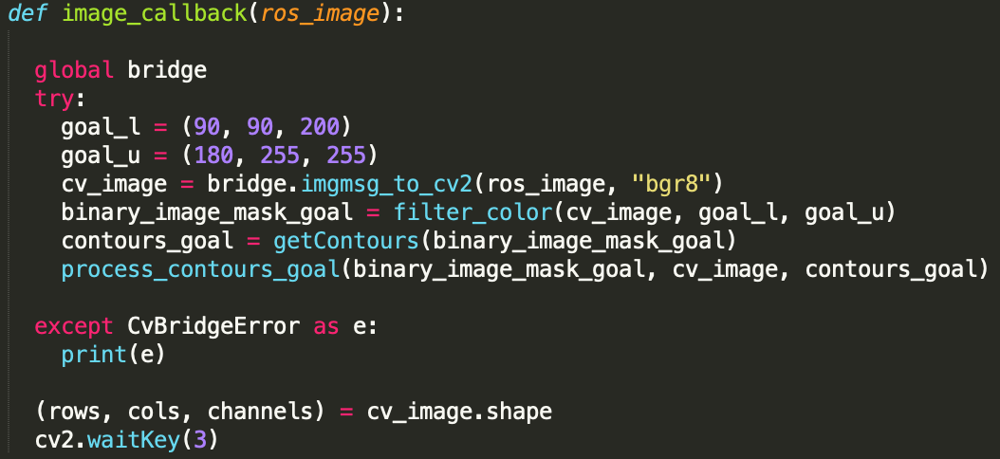 def image_callback(ros_image):
global bridge
try:
goal_l = (90, 90, 200)
goal_u = (180, 255, 255)
cv_image = bridge.imgmsg_to_cv2(ros_image, "bgr8")
binary_image_mask_goal = filter_color(cv_image, goal_l, goal_u)
contours_goal = getContours(binary_image_mask_goal)
process_contours_goal(binary_image_mask_goal, cv_image, contours_goal)
except CvBridgeError as e:
print(e)
(rows, cols, channels) = cv_image.shape
cv2.waitKey(3)